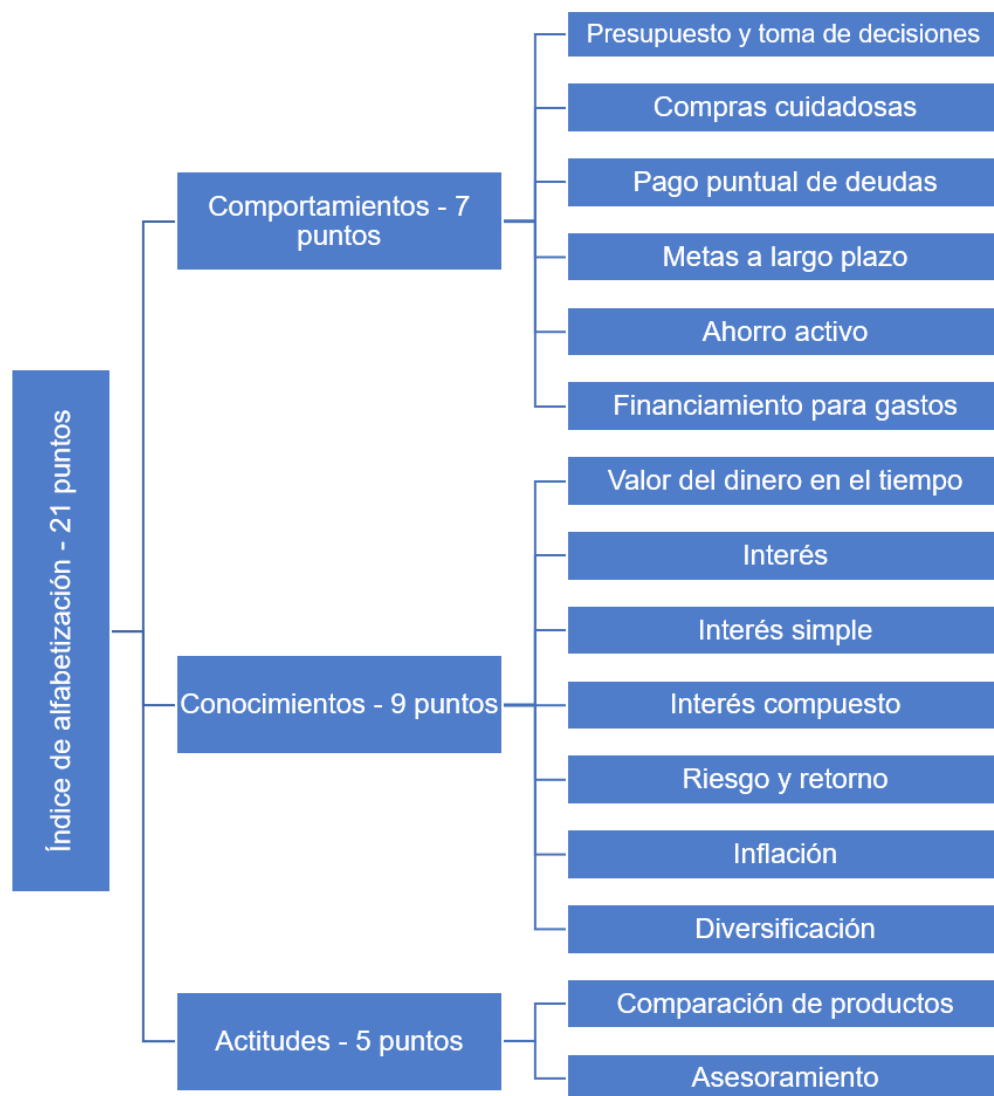 Índice de alfabetización - 21 puntos
Comportamientos - 7
puntos
Presupuesto y toma de decisiones
Compras cuidadosas
Pago puntual de deudas
Metas a largo plazo
Ahorro activo
Financiamiento para gastos
Conocimientos - 9 puntos
Valor del dinero en el tiempo
Interés
Interés simple
Interés compuesto
Riesgo y retorno
Inflación
Diversificación
Actitudes - 5 puntos
Comparación de productos
Asesoramiento